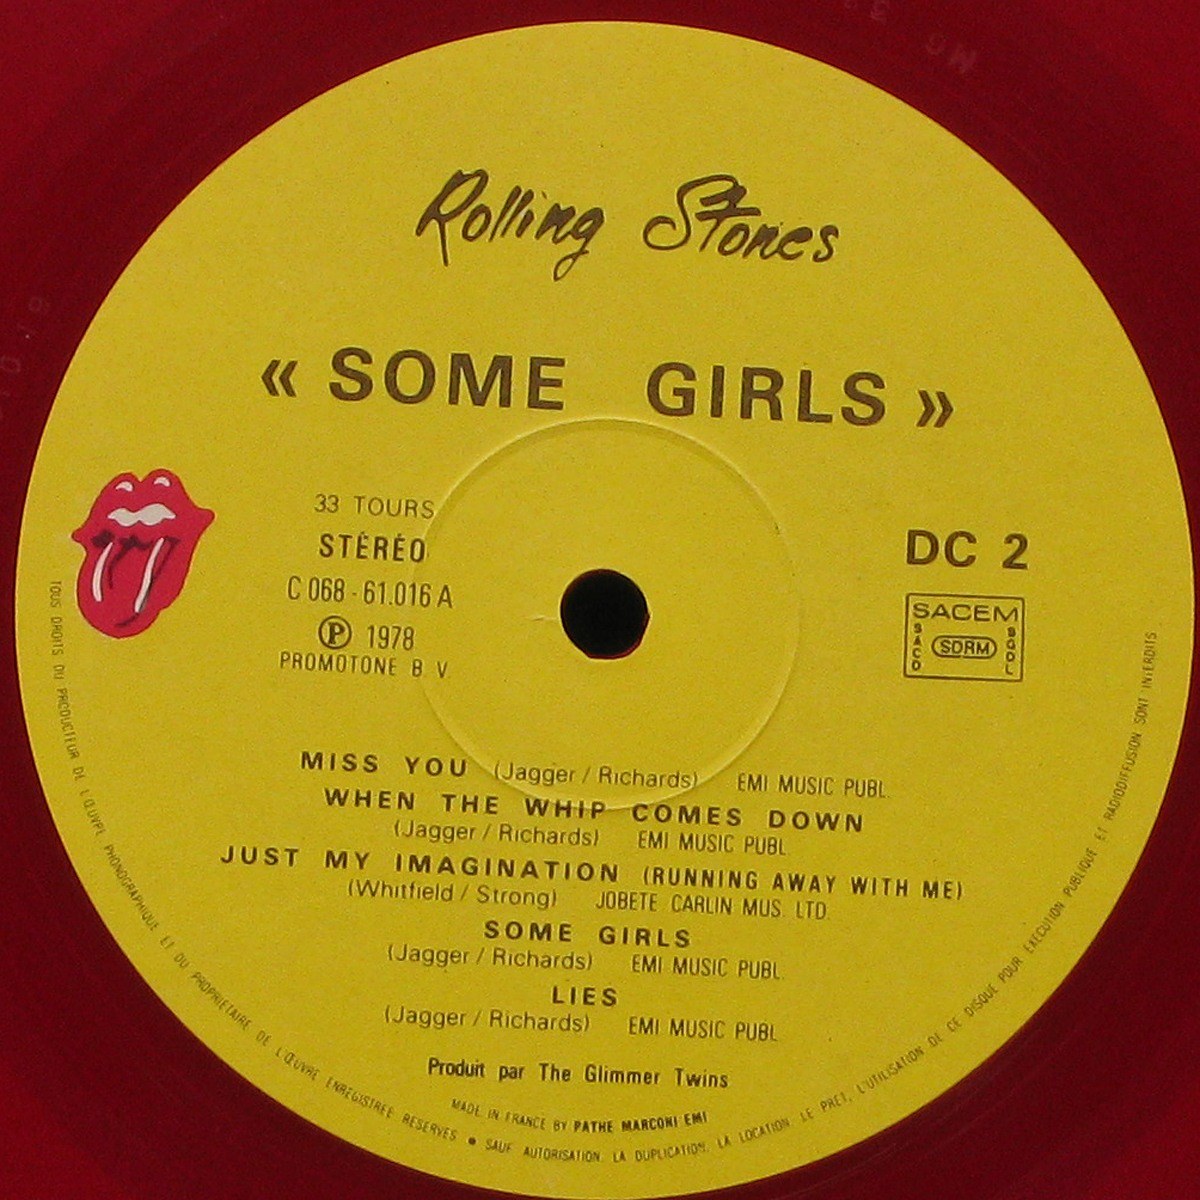 Rolling Stones
« SOME GIRLS »
33 TOURS
STÉRÉO
C 068 - 61.016 A
Ⓟ 1978
PROMOTONE B V
DC 2
SACEM
SACD
SDRM
SGDL
MISS YOU (Jagger / Richards) EMI MUSIC PUBL.
WHEN THE WHIP COMES DOWN
(Jagger / Richards) EMI MUSIC PUBL
JUST MY IMAGINATION (RUNNING AWAY WITH ME)
(Whitfield / Strong) JOBETE CARLIN MUS. LTD.
SOME GIRLS
(Jagger / Richards) EMI MUSIC PUBL.
LIES
(Jagger / Richards) EMI MUSIC PUBL.
Produit par The Glimmer Twins
MADE IN FRANCE BY PATHE MARCONI EMI
TOUS DROITS DU PRODUCTEUR DE L'ŒUVRE PHONOGRAPHIQUE ET DU PROPRIETAIRE DE L'ŒUVRE ENREGISTREE RESERVES • SAUF AUTORISATION. LA DUPLICATION. LA LOCATION. LE PRET, L'UTILISATION DE CE DISQUE POUR EXECUTION PUBLIQUE ET RADIODIFFUSION SONT INTERDITS